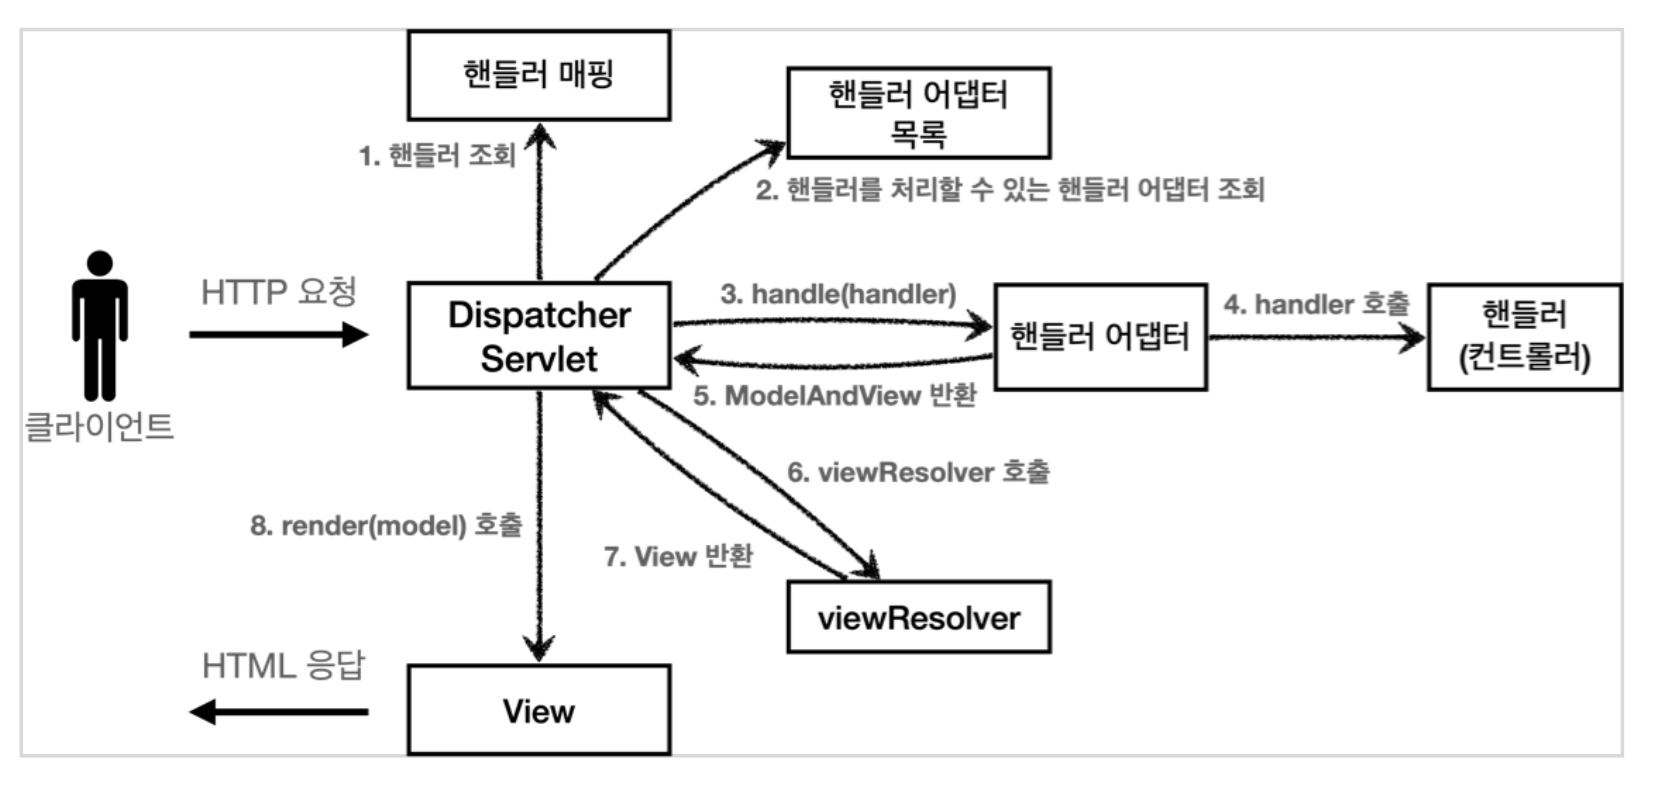 핸들러 매핑
핸들러 어댑터
목록
1. 핸들러 조회
2. 핸들러를 처리할 수 있는 핸들러 어댑터 조회
HTTP 요청
Dispatcher
Servlet
3. handle(handler)
핸들러 어댑터
4. handler 호출
핸들러
(컨트롤러)
클라이언트
5. ModelAndView 반환
6. viewResolver 호출
8. render(model) 호출
7. View 반환
viewResolver
HTML 응답
View